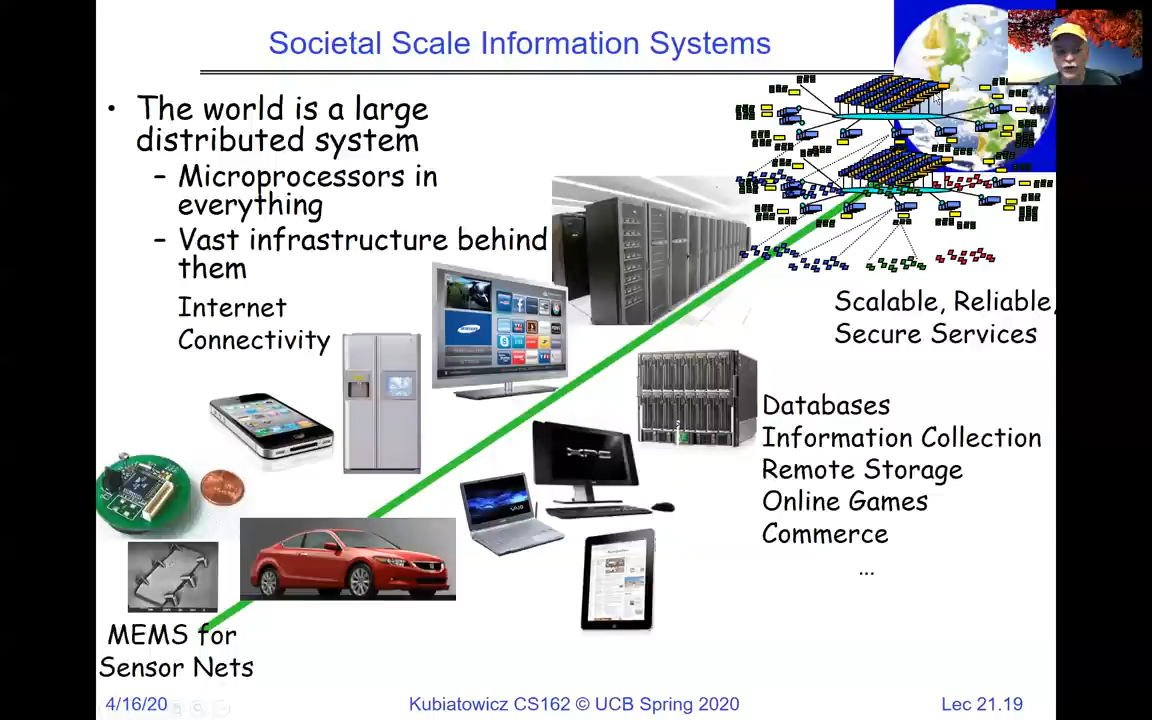 Societal Scale Information Systems
• The world is a large
distributed system
– Microprocessors in
everything
– Vast infrastructure behind
them
Internet
Connectivity
Scalable, Reliable,
Secure Services
Databases
Information Collection
Remote Storage
Online Games
Commerce
...
MEMS for
Sensor Nets
4/16/20
Kubiatowicz CS162 © UCB Spring 2020
Lec 21.19